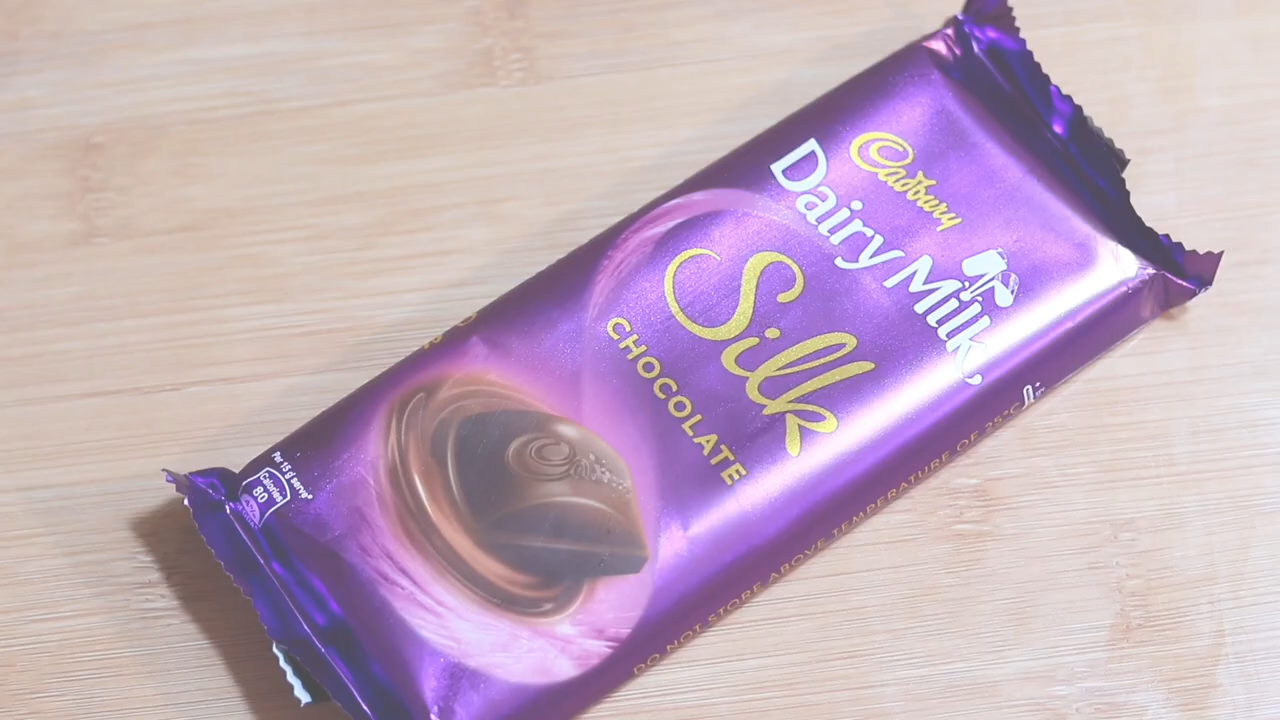 Cadbury
Dairy Milk
Silk
CHOCOLATE
Per 15 g serve*
Calories
80
DO NOT STORE ABOVE TEMPERATURE OF 25°C